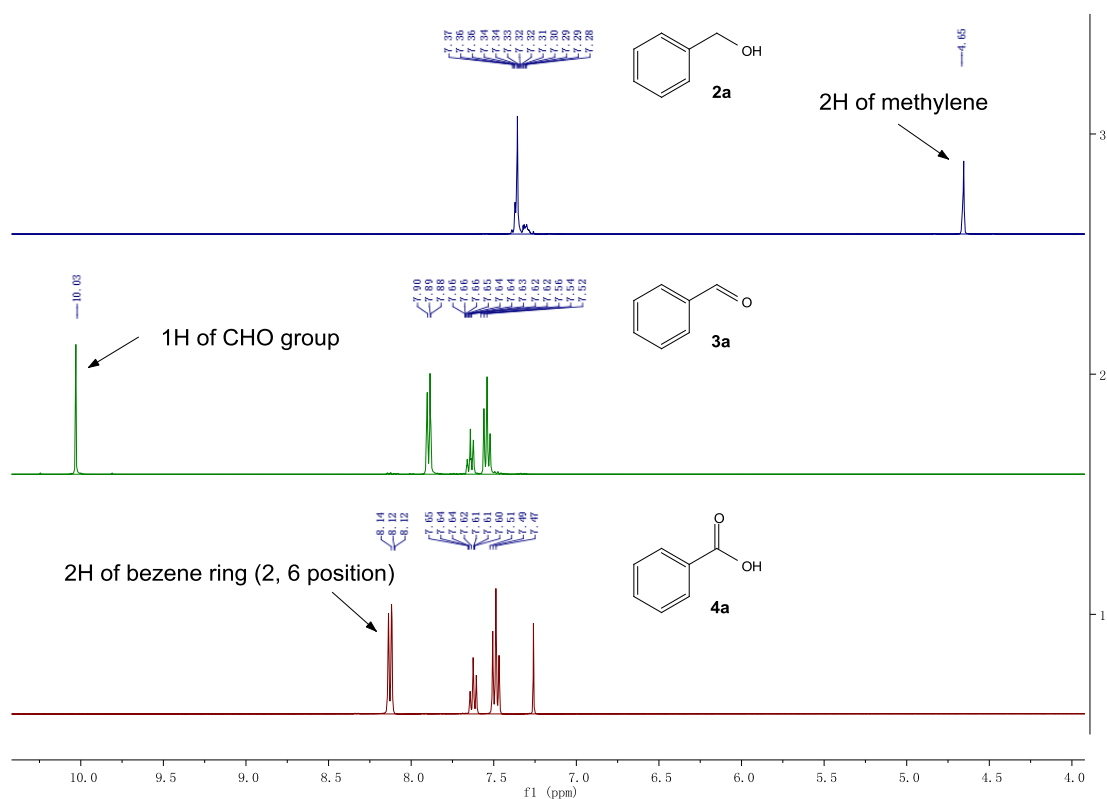 7.37 7.36 7.36 7.34 7.34 7.33 7.32 7.32 7.31 7.30 7.29 7.29 7.28
4.65
OH
2a
2H of methylene
3
10.03
7.90 7.89 7.88 7.66 7.66 7.66 7.65 7.64 7.64 7.63 7.62 7.62 7.56 7.54 7.52
O
3a
1H of CHO group
2
8.14 8.12 8.12
7.65 7.64 7.64 7.62 7.61 7.61 7.60 7.51 7.49 7.47
O
OH
4a
2H of bezene ring (2, 6 position)
1
10.0 9.5 9.0 8.5 8.0 7.5 7.0 6.5 6.0 5.5 5.0 4.5 4.0
f1 (ppm)